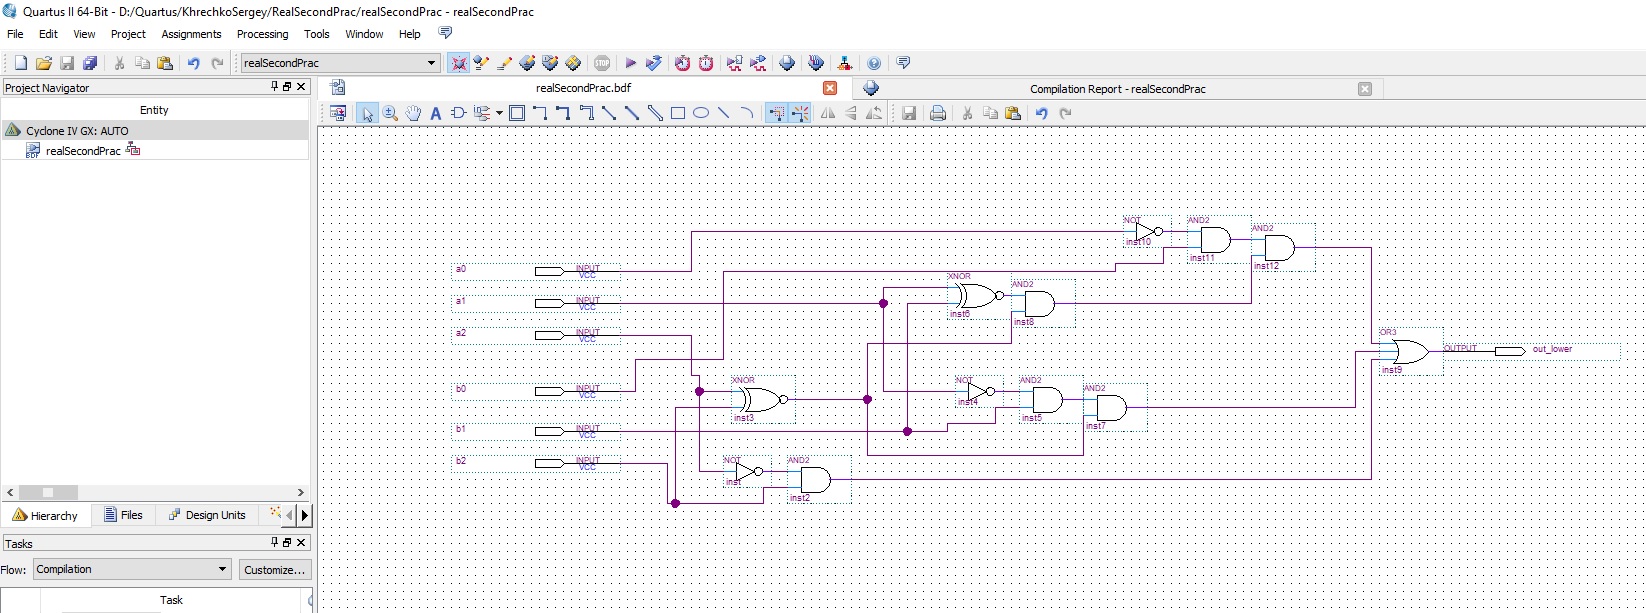 Quartus II 64-Bit - D:/Quartus/KhrechkoSergey/RealSecondPrac/realSecondPrac - realSecondPrac
File Edit View Project Assignments Processing Tools Window Help
realSecondPrac
STOP
Project Navigator
realSecondPrac.bdf
Compilation Report - realSecondPrac
Entity
Cyclone IV GX: AUTO
BDF realSecondPrac
A
NOT
inst10
AND2
inst11
AND2
inst12
a0 INPUT
VCC
a1 INPUT
VCC
a2 INPUT
VCC
XNOR
inst6
AND2
inst8
OR3
inst9
OUTPUT out_lower
b0 INPUT
VCC
XNOR
inst3
NOT
inst4
AND2
inst5
AND2
inst7
b1 INPUT
VCC
b2 INPUT
VCC
NOT
inst
AND2
inst2
Hierarchy Files Design Units
Tasks
Flow: Compilation Customize...
Task